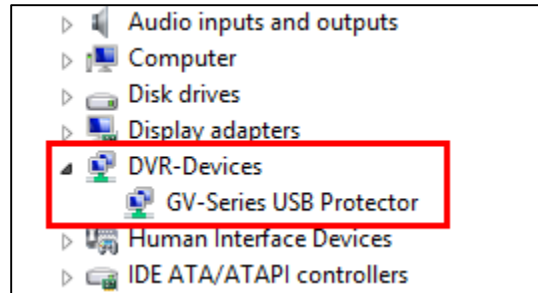 Audio inputs and outputs
Computer
Disk drives
Display adapters
DVR-Devices
GV-Series USB Protector
Human Interface Devices
IDE ATA/ATAPI controllers